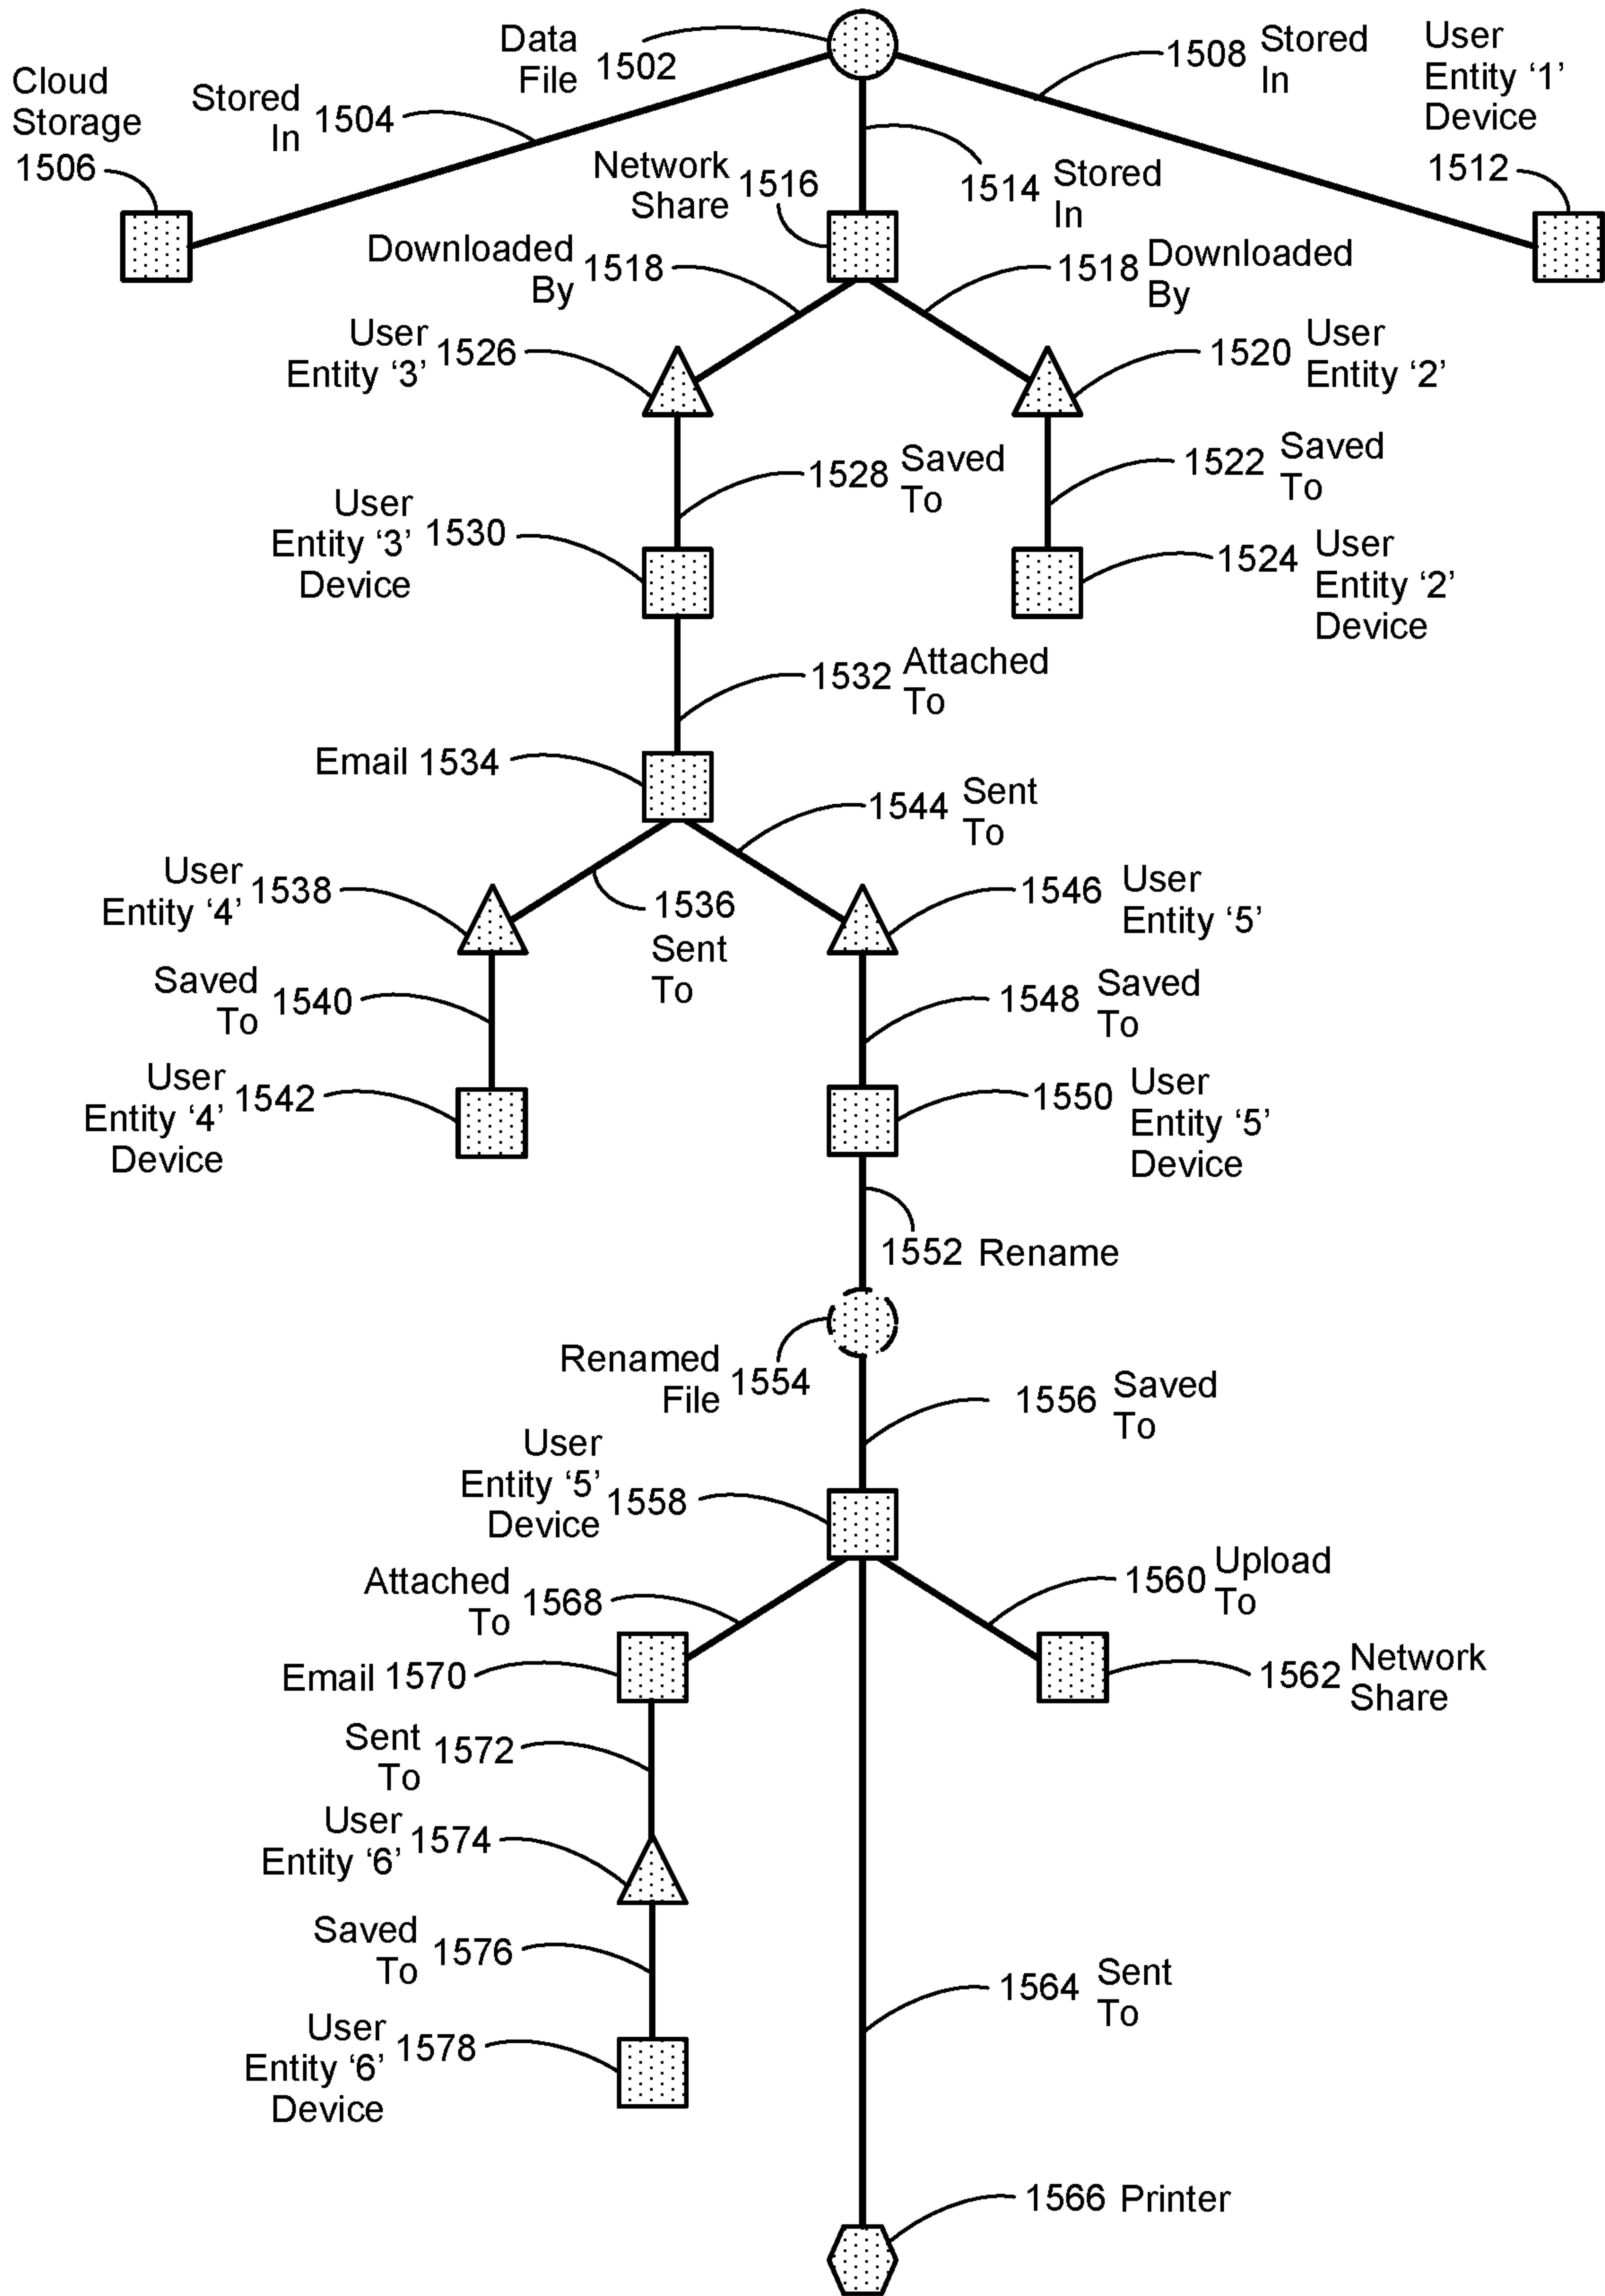 Data
File 1502
1508 Stored
In
User
Entity ‘1’
Device
1512
Cloud
Storage
1506
Stored
In 1504
Network
Share 1516
1514 Stored
In
Downloaded
By 1518
1518 Downloaded
By
User
Entity ‘3’ 1526
1520 User
Entity ‘2’
1528 Saved
To
1522 Saved
To
User
Entity ‘3’ 1530
Device
1524 User
Entity ‘2’
Device
1532 Attached
To
Email 1534
1544 Sent
To
User
Entity ‘4’ 1538
1536
Sent
To
1546 User
Entity ‘5’
Saved
To 1540
1548 Saved
To
User
Entity ‘4’ 1542
Device
1550 User
Entity ‘5’
Device
1552 Rename
Renamed
File 1554
1556 Saved
To
User
Entity ‘5’ 1558
Device
Attached
To 1568
1560 Upload
To
Email 1570
1562 Network
Share
Sent
To 1572
User
Entity ‘6’ 1574
Saved
To 1576
1564 Sent
To
User
Entity ‘6’ 1578
Device
1566 Printer